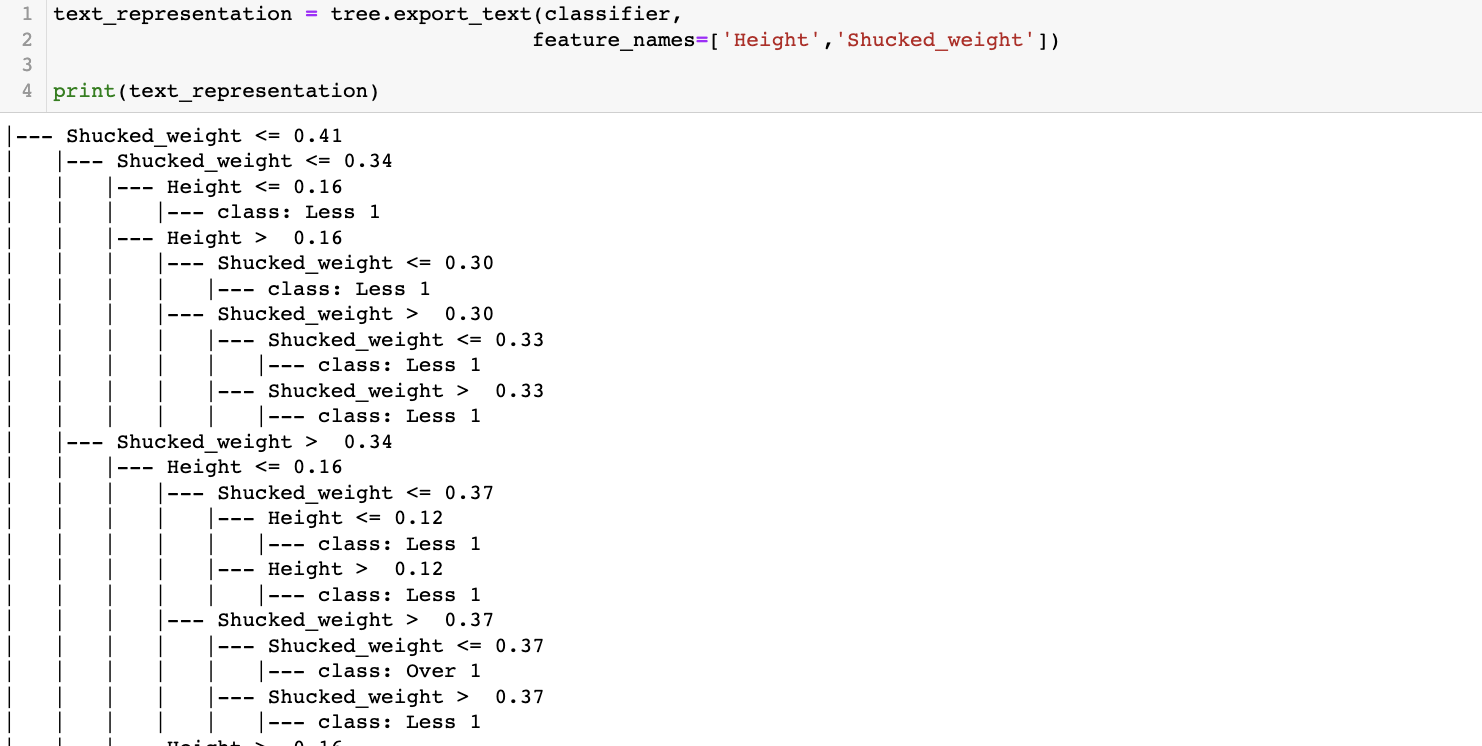 1 text_representation = tree.export_text(classifier,
2                                       feature_names=['Height','Shucked_weight'])
3
4 print(text_representation)
|--- Shucked_weight <= 0.41
|   |--- Shucked_weight <= 0.34
|   |   |--- Height <= 0.16
|   |   |   |--- class: Less 1
|   |   |--- Height >  0.16
|   |   |   |--- Shucked_weight <= 0.30
|   |   |   |   |--- class: Less 1
|   |   |   |--- Shucked_weight >  0.30
|   |   |   |   |--- Shucked_weight <= 0.33
|   |   |   |   |   |--- class: Less 1
|   |   |   |   |--- Shucked_weight >  0.33
|   |   |   |   |   |--- class: Less 1
|   |--- Shucked_weight >  0.34
|   |   |--- Height <= 0.16
|   |   |   |--- Shucked_weight <= 0.37
|   |   |   |   |--- Height <= 0.12
|   |   |   |   |   |--- class: Less 1
|   |   |   |   |--- Height >  0.12
|   |   |   |   |   |--- class: Less 1
|   |   |   |--- Shucked_weight >  0.37
|   |   |   |   |--- Shucked_weight <= 0.37
|   |   |   |   |   |--- class: Over 1
|   |   |   |   |--- Shucked_weight >  0.37
|   |   |   |   |   |--- class: Less 1
|   |   |--- Height >  0.16